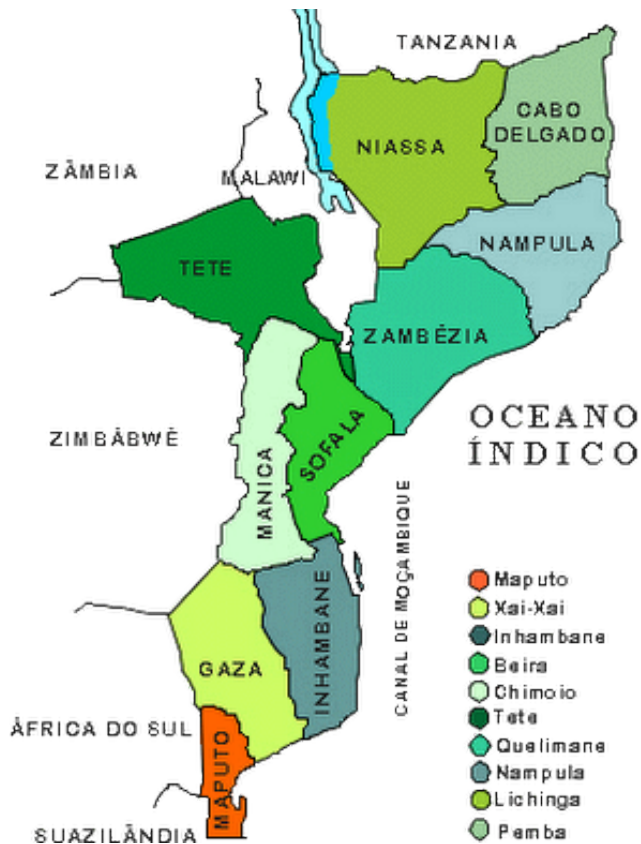 TANZANIA
CABO
DELGADO
NIASSA
ZÂMBIA
MALAWI
NAMPULA
TETE
ZAMBÉZIA
OCEANO
ÍNDICO
ZIMBÁBWÉ
SOFALA
MANICA
CANAL DE MOÇAMBIQUE
INHAMBANE
GAZA
ÁFRICA DO SUL
MAPUTO
SUAZILÂNDIA
Maputo
Xai-Xai
Inhambane
Beira
Chimoio
Tete
Quelimane
Nampula
Lichinga
Pemba